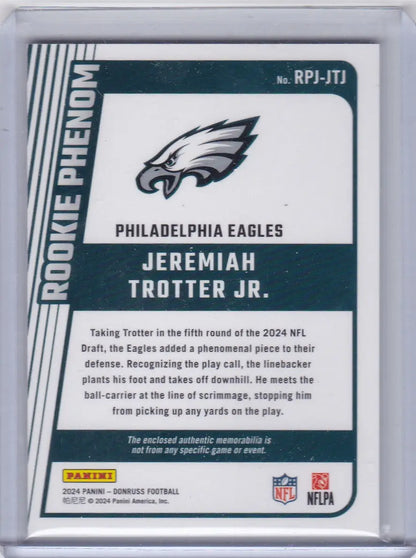 No. RPJ-JTJ
ROOKIE PHENOM
PHILADELPHIA EAGLES
JEREMIAH
TROTTER JR.
Taking Trotter in the fifth round of the 2024 NFL
Draft, the Eagles added a phenomenal piece to their
defense. Recognizing the play call, the linebacker
plants his foot and takes off downhill. He meets the
ball-carrier at the line of scrimmage, stopping him
from picking up any yards on the play.
The enclosed authentic memorabilia is
not from any specific game or event.
PANINI
2024 PANINI – DONRUSS FOOTBALL
帕尼尼 © 2024 Panini America, Inc.
NFL
NFLPA